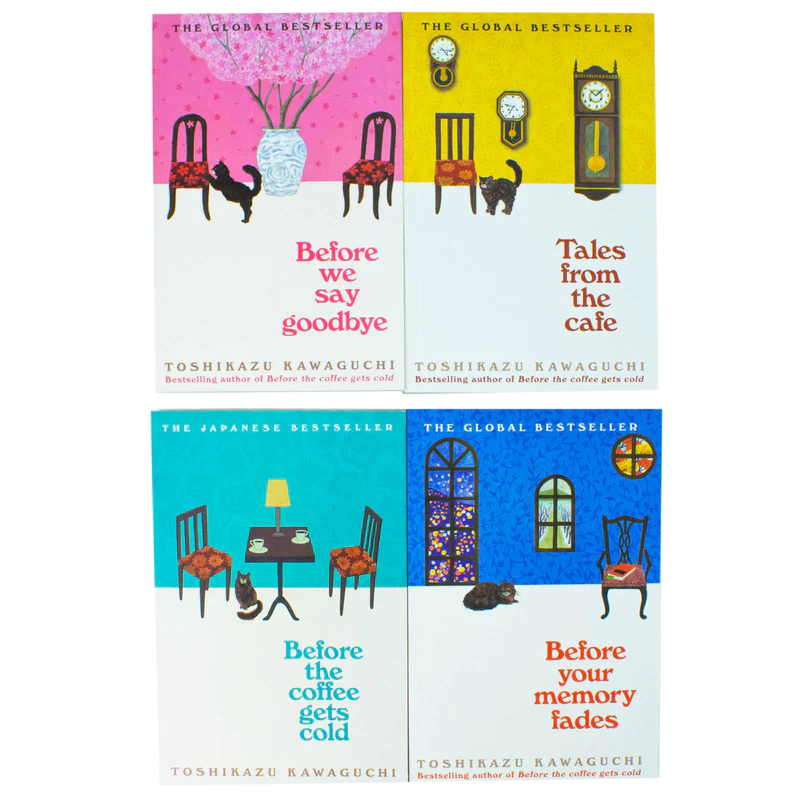 THE GLOBAL BESTSELLER
Before
we
say
goodbye
TOSHIKAZU KAWAGUCHI
Bestselling author of Before the coffee gets cold
THE GLOBAL BESTSELLER
Tales
from
the
cafe
TOSHIKAZU KAWAGUCHI
Bestselling author of Before the coffee gets cold
THE JAPANESE BESTSELLER
Before
the
coffee
gets
cold
TOSHIKAZU KAWAGUCHI
THE GLOBAL BESTSELLER
Before
your
memory
fades
TOSHIKAZU KAWAGUCHI
Bestselling author of Before the coffee gets cold